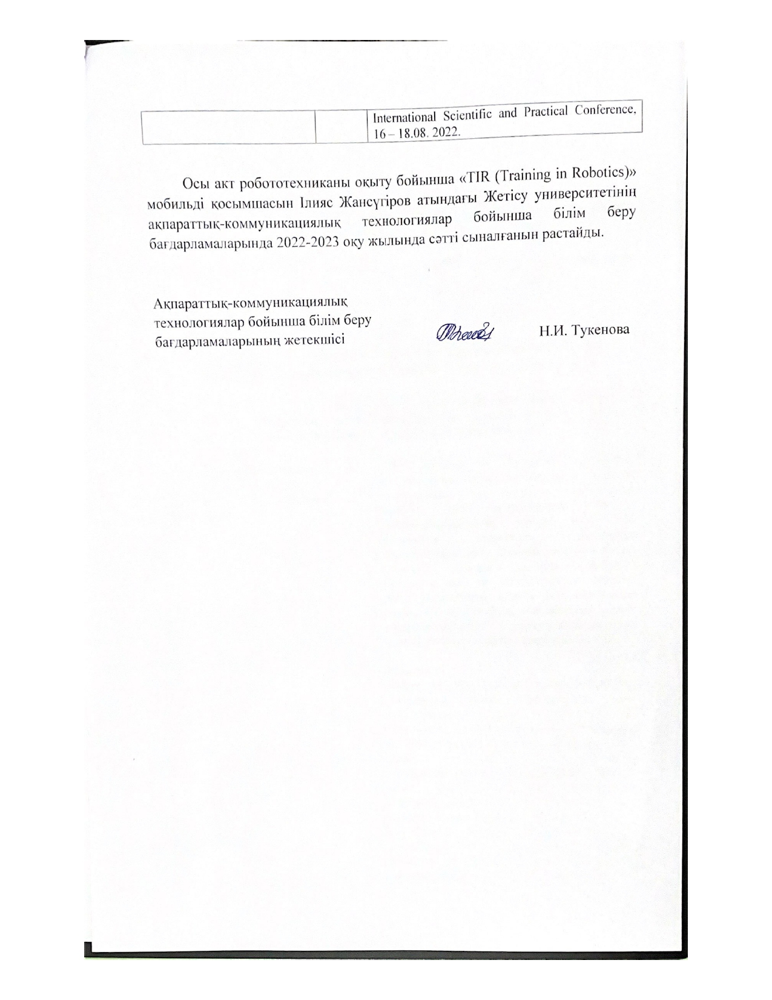 International Scientific and Practical Conference,
16 – 18.08. 2022.
Осы акт робототехниканы оқыту бойынша «TIR (Training in Robotics)»
мобильді қосымшасын Ілияс Жансүгіров атындағы Жетісу университетінің
ақпараттық-коммуникациялық технологиялар бойынша білім беру
бағдарламаларында 2022-2023 оқу жылында сәтті сыналғанын растайды.
Ақпараттық-коммуникациялық
технологиялар бойынша білім беру
бағдарламаларының жетекшісі
Н.И. Тукенова